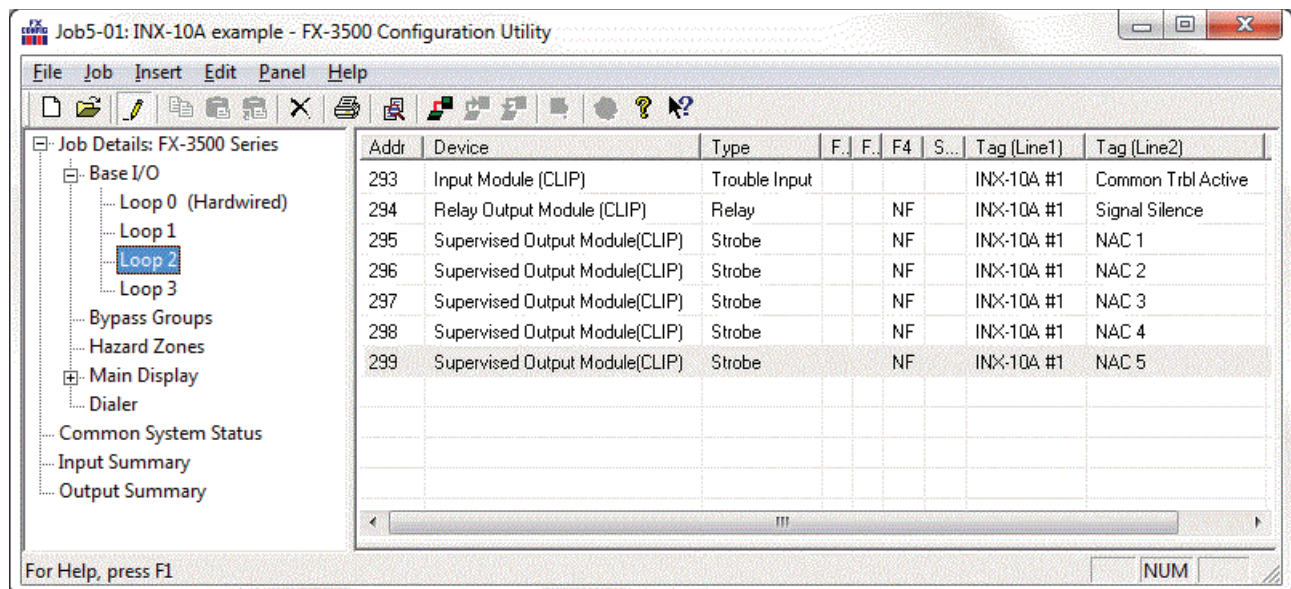 FX CONFIG Job5-01: INX-10A example - FX-3500 Configuration Utility
File Job Insert Edit Panel Help
Job Details: FX-3500 Series
Base I/O
Loop 0 (Hardwired)
Loop 1
Loop 2
Loop 3
Bypass Groups
Hazard Zones
Main Display
Dialer
Common System Status
Input Summary
Output Summary
Addr Device Type F.. F.. F4 S... Tag (Line1) Tag (Line2)
293 Input Module (CLIP) Trouble Input INX-10A #1 Common Trbl Active
294 Relay Output Module (CLIP) Relay NF INX-10A #1 Signal Silence
295 Supervised Output Module(CLIP) Strobe NF INX-10A #1 NAC 1
296 Supervised Output Module(CLIP) Strobe NF INX-10A #1 NAC 2
297 Supervised Output Module(CLIP) Strobe NF INX-10A #1 NAC 3
298 Supervised Output Module(CLIP) Strobe NF INX-10A #1 NAC 4
299 Supervised Output Module(CLIP) Strobe NF INX-10A #1 NAC 5
For Help, press F1
NUM